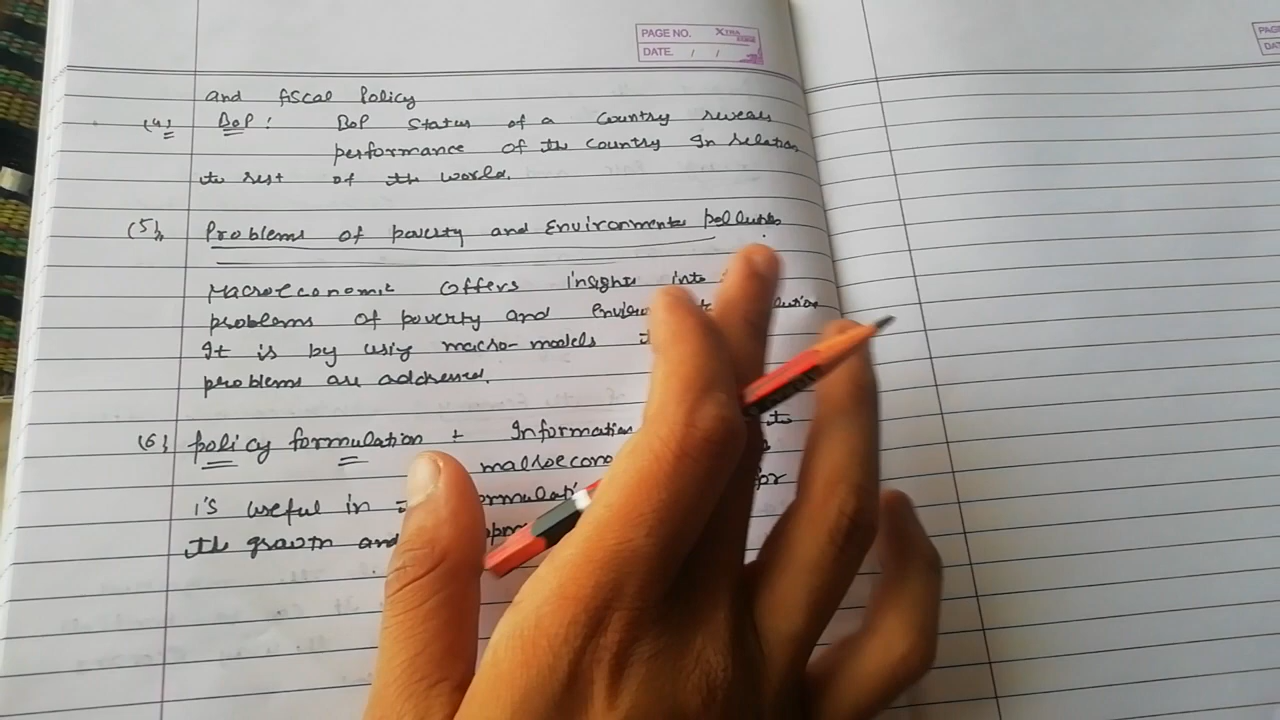 PAGE NO.
DATE. / /
and fiscal Policy
(4) BoP : BoP Status of a Country reveals
performance of the Country In relation
to rest of the world.
(5) Problems of poverty and Environmental pollution
Macroeconomic Offers insights into
problems of poverty and
It is by using macro-models
problems are addressed.
(6) policy formulation : Information to
is useful in
the growth and